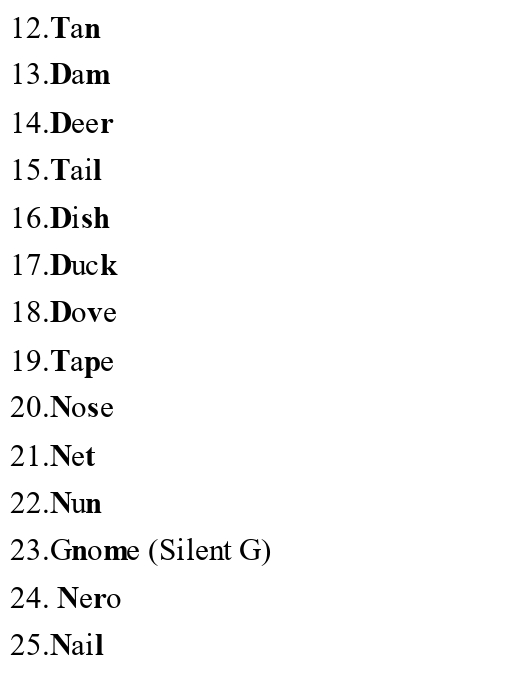 12.Tan
13.Dam
14.Deer
15.Tail
16.Dish
17.Duck
18.Dove
19.Tape
20.Nose
21.Net
22.Nun
23.Gnome (Silent G)
24. Nero
25.Nail